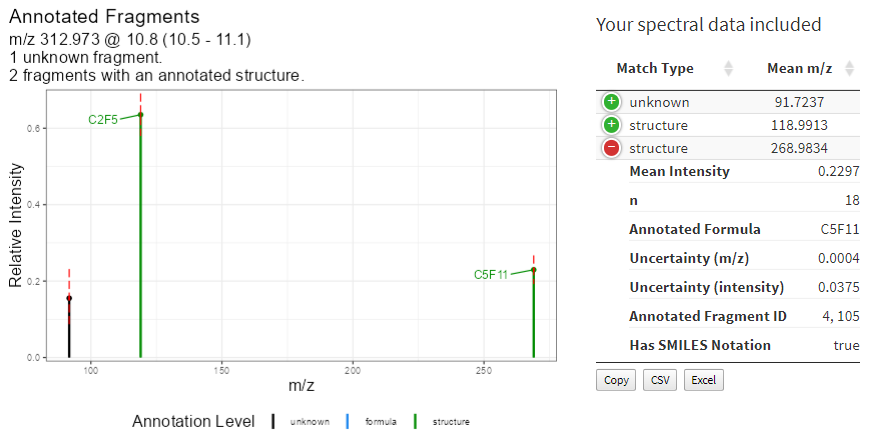 Annotated Fragments
m/z 312.973 @ 10.8 (10.5 - 11.1)
1 unknown fragment.
2 fragments with an annotated structure.
C2F5
C5F11
Relative Intensity
0.6
0.4
0.2
0.0
100
150
200
250
m/z
Annotation Level unknown formula structure
Your spectral data included
Match Type Mean m/z
unknown 91.7237
structure 118.9913
structure 268.9834
Mean Intensity 0.2297
n 18
Annotated Formula C5F11
Uncertainty (m/z) 0.0004
Uncertainty (intensity) 0.0375
Annotated Fragment ID 4, 105
Has SMILES Notation true
Copy CSV Excel